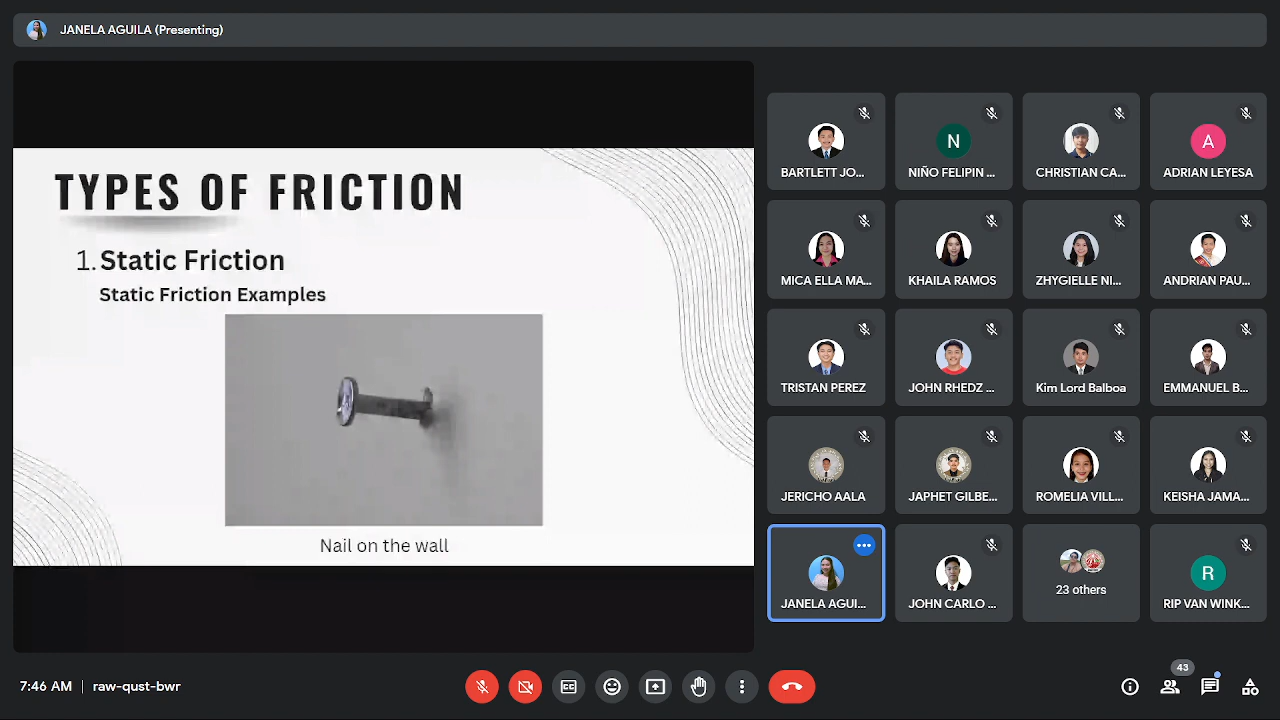 JANELA AGUILA (Presenting)
TYPES OF FRICTION
1. Static Friction
Static Friction Examples
Nail on the wall
BARTLETT JO...
N
NIÑO FELIPIN ...
CHRISTIAN CA...
A
ADRIAN LEYESA
MICA ELLA MA...
KHAILA RAMOS
ZHYGIELLE NI...
ANDRIAN PAU...
TRISTAN PEREZ
JOHN RHEDZ ...
Kim Lord Balboa
EMMANUEL B...
JERICHO AALA
JAPHET GILBE...
ROMELIA VILL...
KEISHA JAMA...
JANELA AGUI...
JOHN CARLO ...
23 others
R
RIP VAN WINK...
7:46 AM | raw-qust-bwr
43